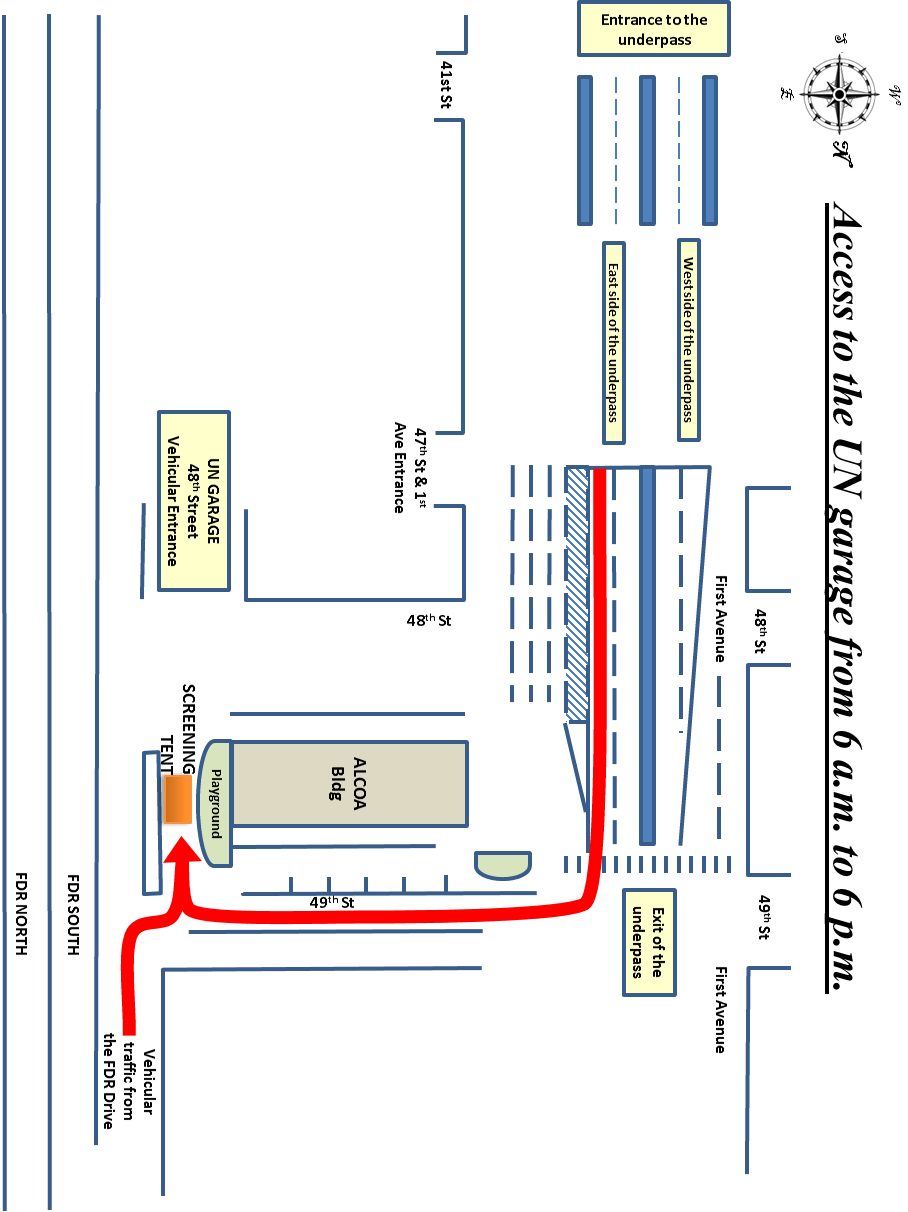 Access to the UN garage from 6 a.m. to 6 p.m.
S
W
E
N
Entrance to the
underpass
41st St
West side of the underpass
East side of the underpass
47th St & 1st
Ave Entrance
UN GARAGE
48th Street
Vehicular Entrance
First Avenue
48th St
48th St
SCREENING
TENT
Playground
ALCOA
Bldg
49th St
49th St
Exit of the
underpass
First Avenue
FDR SOUTH
FDR NORTH
Vehicular
traffic from
the FDR Drive